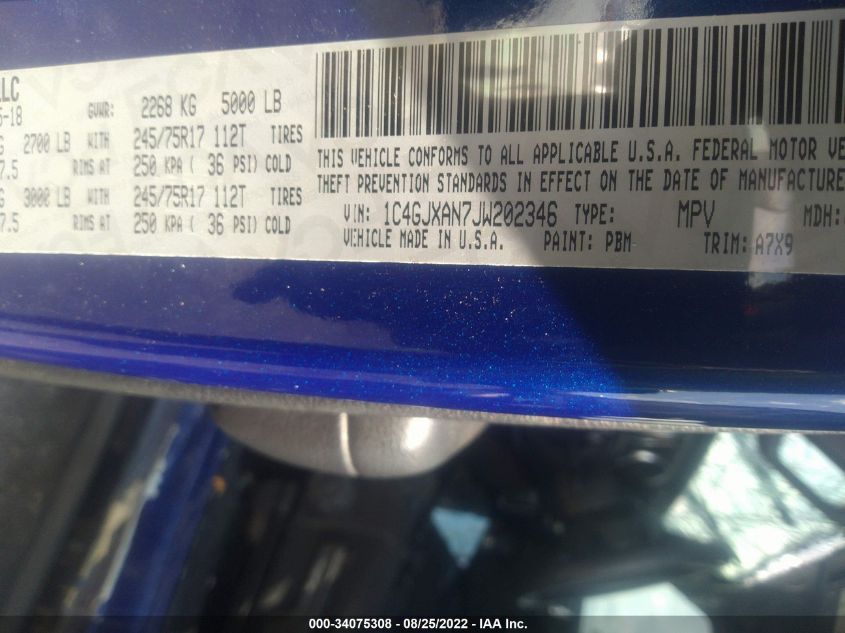 LLC
-18 GVWR: 2268 KG 5000 LB
G 2700 LB WITH 245/75R17 112T TIRES
7.5 RIMS AT 250 KPA ( 36 PSI) COLD
G 3000 LB WITH 245/75R17 112T TIRES
7.5 RIMS AT 250 KPA ( 36 PSI) COLD
THIS VEHICLE CONFORMS TO ALL APPLICABLE U.S.A. FEDERAL MOTOR VE
THEFT PREVENTION STANDARDS IN EFFECT ON THE DATE OF MANUFACTURE
VIN: 1C4GJXAN7JW202346 TYPE: MPV MDH:
VEHICLE MADE IN U.S.A. PAINT: PBM TRIM: A7X9
000-34075308 - 08/25/2022 - IAA Inc.